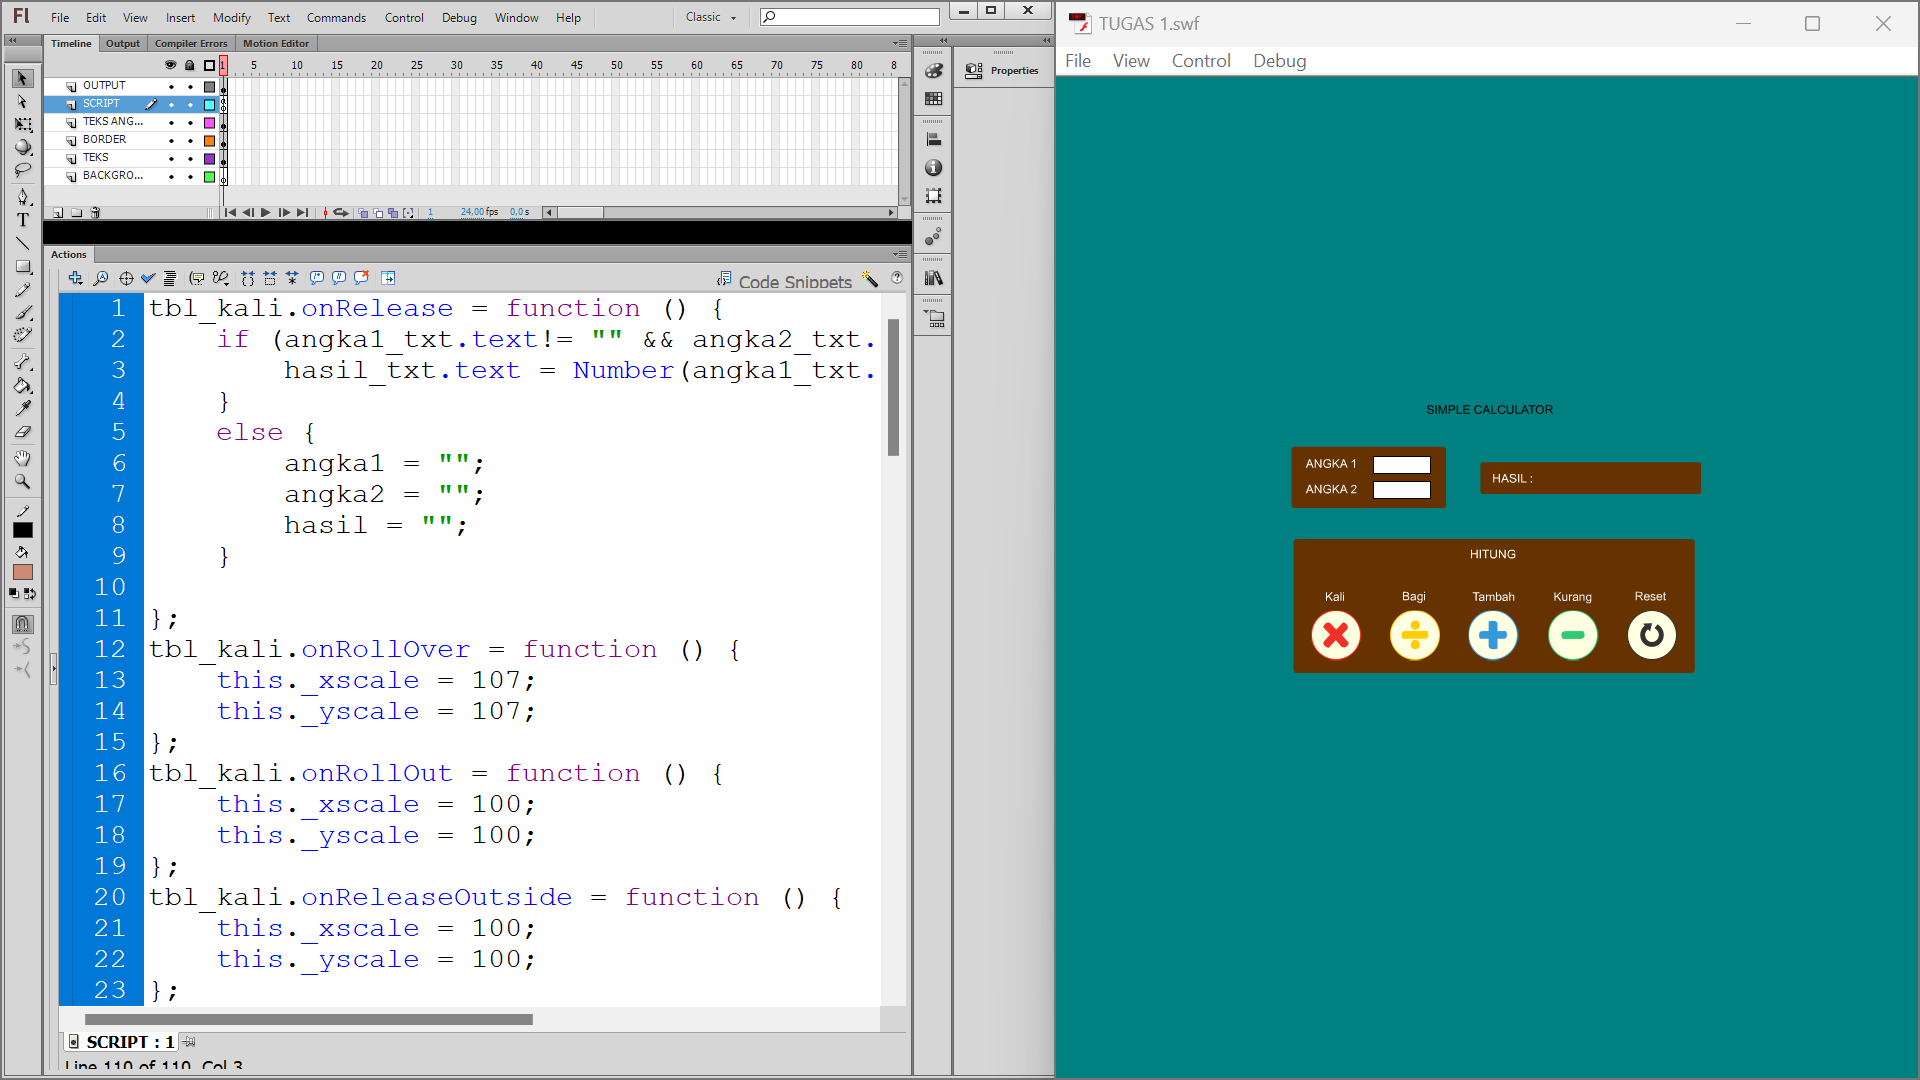 Fl File Edit View Insert Modify Text Commands Control Debug Window Help Classic
Timeline Output Compiler Errors Motion Editor
1 5 10 15 20 25 30 35 40 45 50 55 60 65 70 75 80 8
OUTPUT
SCRIPT
TEKS ANG...
BORDER
TEKS
BACKGRO...
1 24,00 fps 0,0 s
Properties
Actions
Code Snippets
1 tbl_kali.onRelease = function () {
2 if (angka1_txt.text!= "" && angka2_txt.
3 hasil_txt.text = Number(angka1_txt.
4 }
5 else {
6 angka1 = "";
7 angka2 = "";
8 hasil = "";
9 }
10
11 };
12 tbl_kali.onRollOver = function () {
13 this._xscale = 107;
14 this._yscale = 107;
15 };
16 tbl_kali.onRollOut = function () {
17 this._xscale = 100;
18 this._yscale = 100;
19 };
20 tbl_kali.onReleaseOutside = function () {
21 this._xscale = 100;
22 this._yscale = 100;
23 };
SCRIPT : 1
Line 110 of 110, Col 3
TUGAS 1.swf
File View Control Debug
SIMPLE CALCULATOR
ANGKA 1
ANGKA 2
HASIL :
HITUNG
Kali Bagi Tambah Kurang Reset